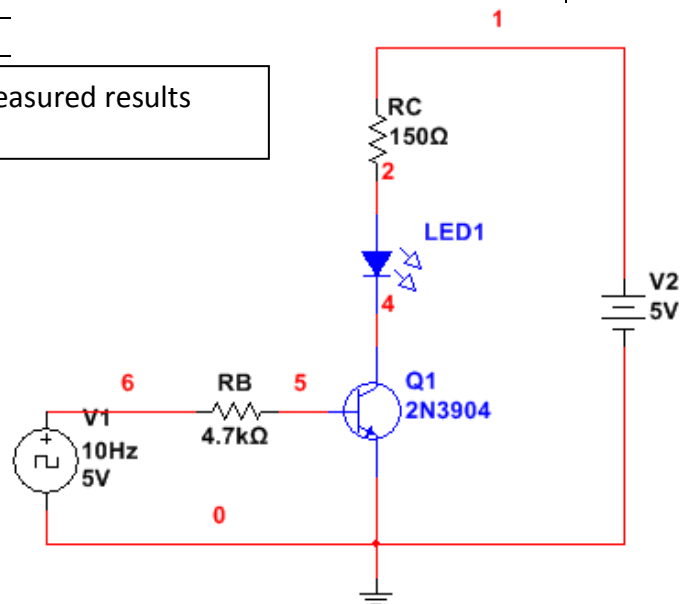 1
easured results
RC
150Ω
2
LED1
4
V2
5V
6
RB
5
Q1
2N3904
V1
4.7kΩ
10Hz
5V
0